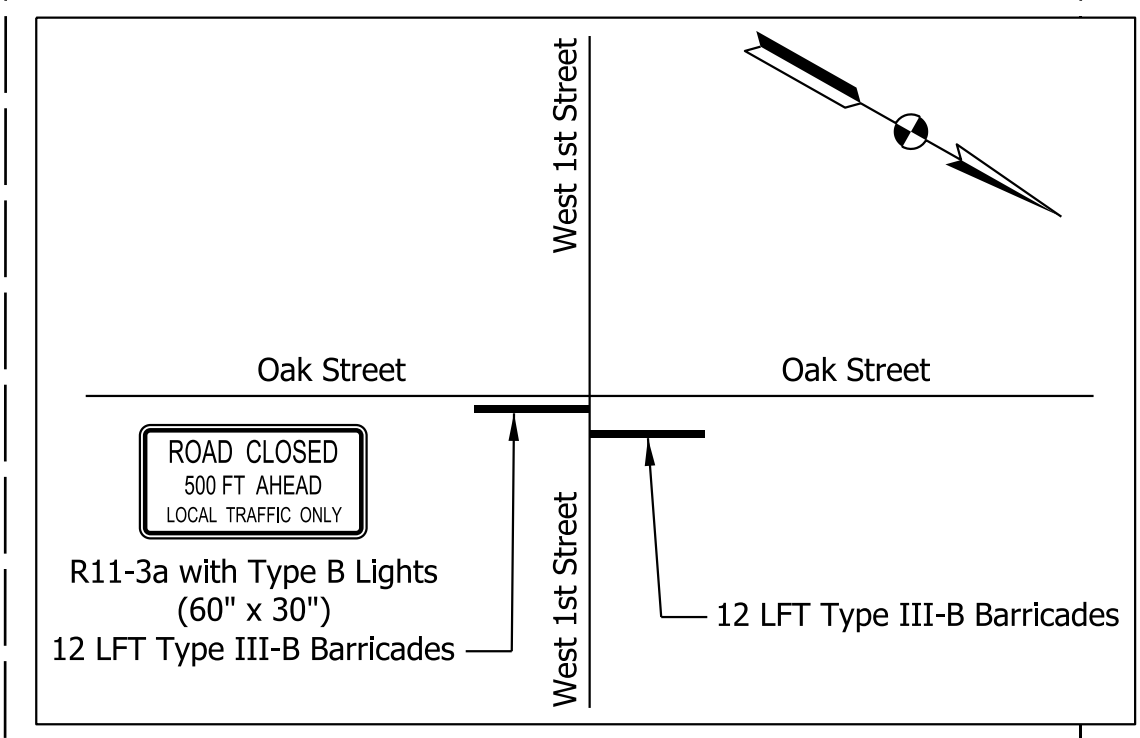 West 1st Street
Oak Street
Oak Street
ROAD CLOSED
500 FT AHEAD
LOCAL TRAFFIC ONLY
R11-3a with Type B Lights
(60" x 30")
12 LFT Type III-B Barricades
West 1st Street
12 LFT Type III-B Barricades